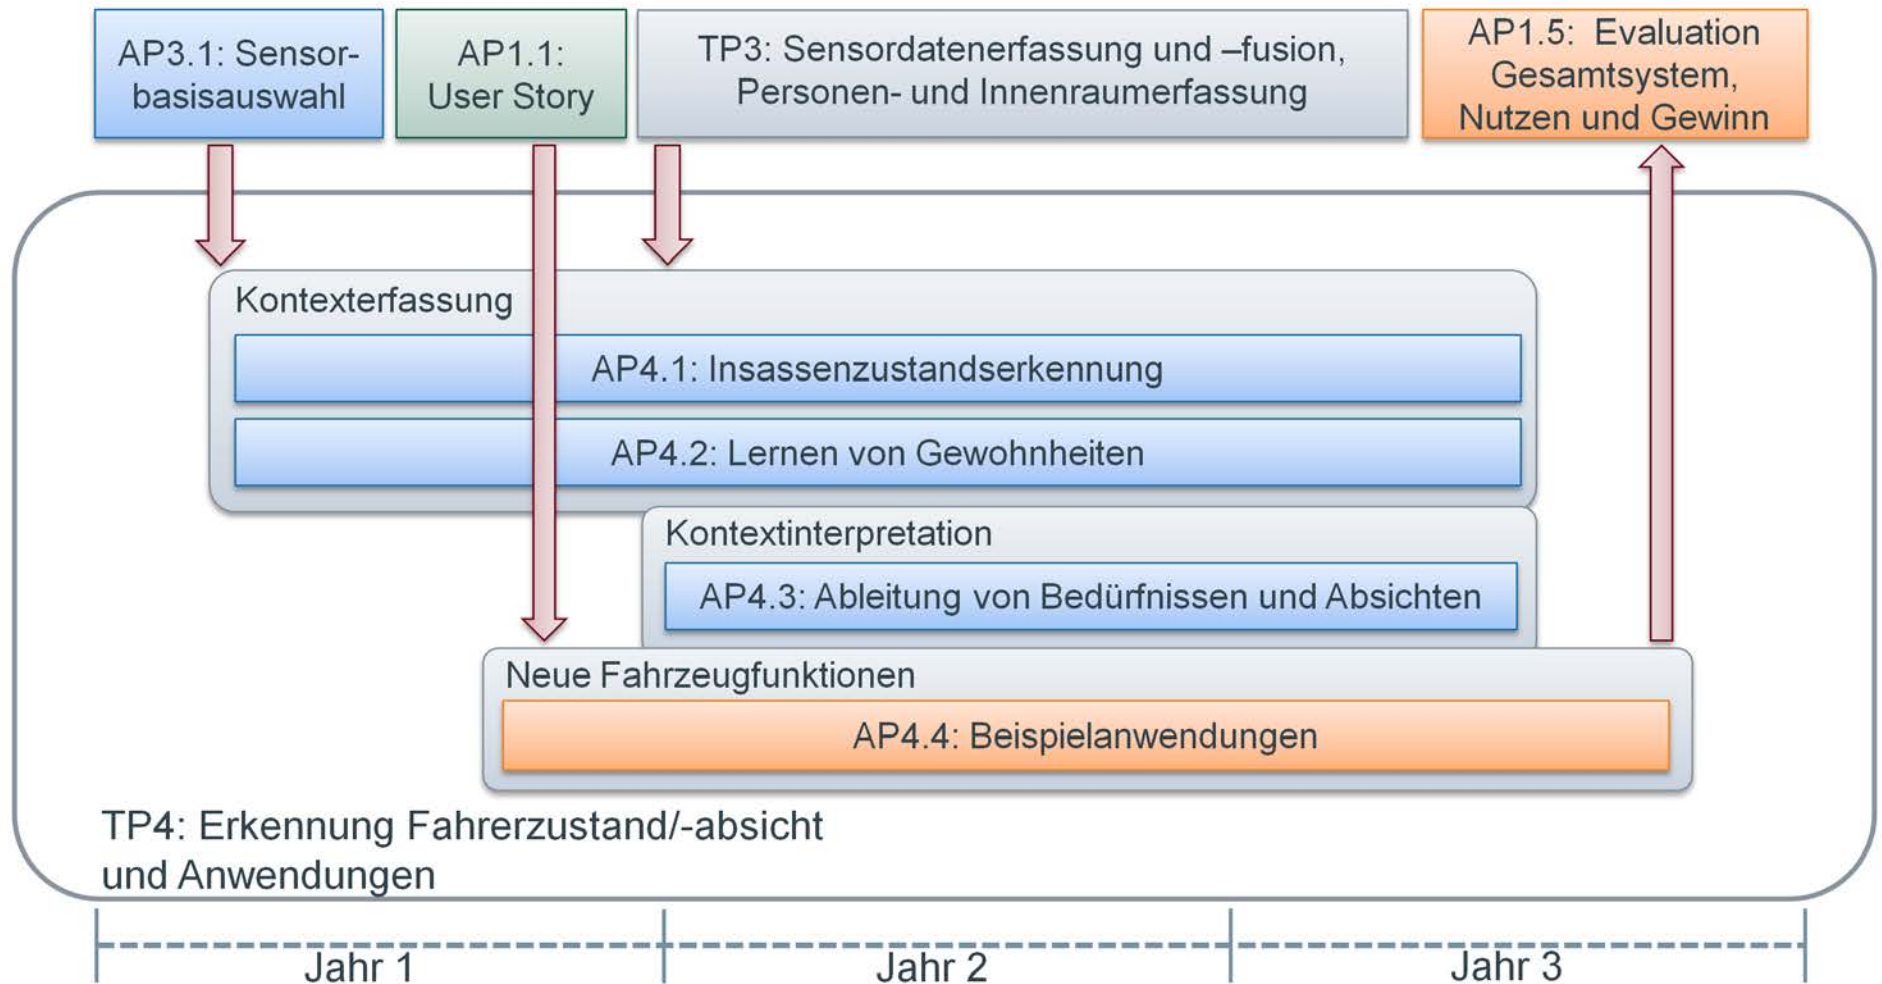 AP3.1: Sensor-
basisauswahl
AP1.1:
User Story
TP3: Sensordatenerfassung und –fusion,
Personen- und Innenraumerfassung
AP1.5: Evaluation
Gesamtsystem,
Nutzen und Gewinn
Kontexterfassung
AP4.1: Insassenzustandserkennung
AP4.2: Lernen von Gewohnheiten
Kontextinterpretation
AP4.3: Ableitung von Bedürfnissen und Absichten
Neue Fahrzeugfunktionen
AP4.4: Beispielanwendungen
TP4: Erkennung Fahrerzustand/-absicht
und Anwendungen
Jahr 1
Jahr 2
Jahr 3